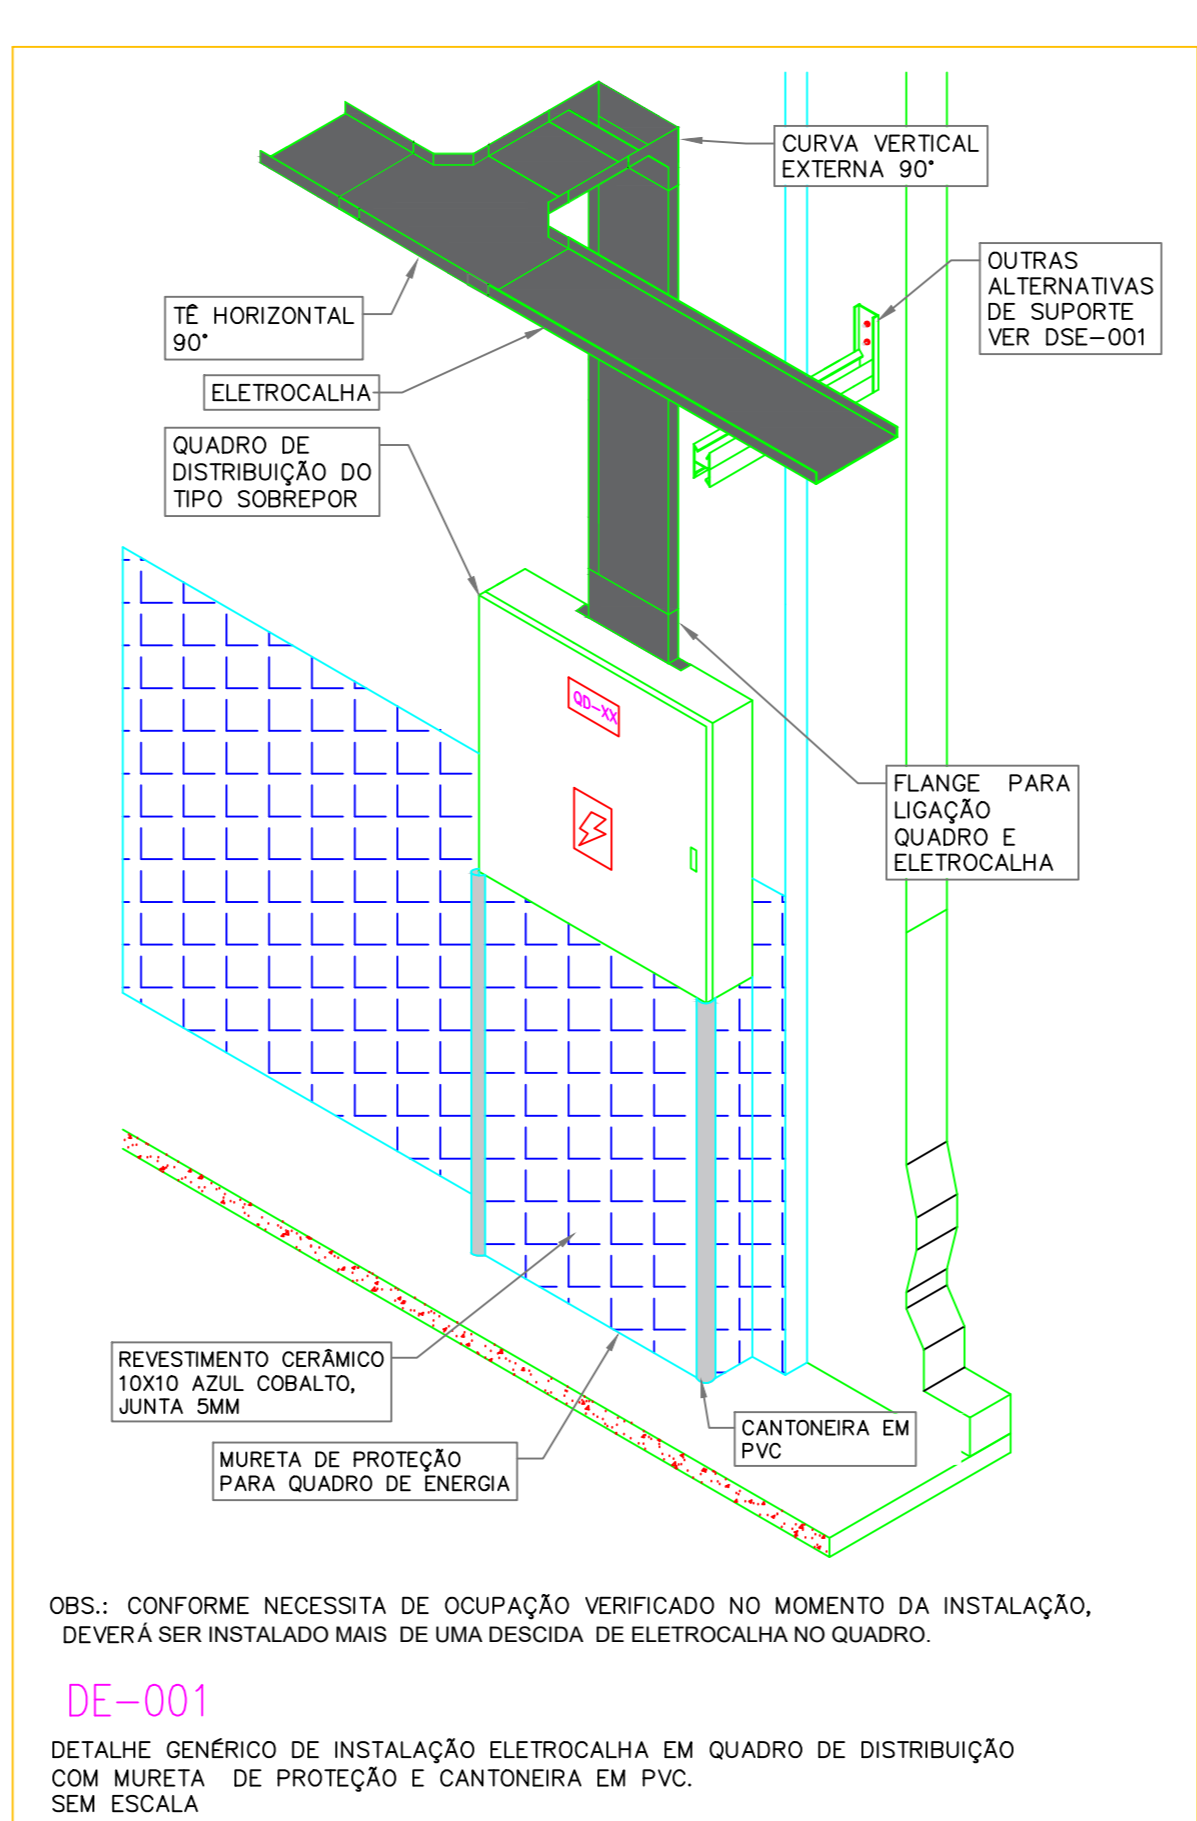 CURVA VERTICAL
EXTERNA 90°
OUTRAS
ALTERNATIVAS
DE SUPORTE
VER DSE-001
TÊ HORIZONTAL
90°
ELETROCALHA
QUADRO DE
DISTRIBUIÇÃO DO
TIPO SOBREPOR
QD-XX
FLANGE PARA
LIGAÇÃO
QUADRO E
ELETROCALHA
REVESTIMENTO CERÂMICO
10X10 AZUL COBALTO,
JUNTA 5MM
CANTONEIRA EM
PVC
MURETA DE PROTEÇÃO
PARA QUADRO DE ENERGIA
OBS.: CONFORME NECESSITA DE OCUPAÇÃO VERIFICADO NO MOMENTO DA INSTALAÇÃO,
DEVERÁ SER INSTALADO MAIS DE UMA DESCIDA DE ELETROCALHA NO QUADRO.
DE-001
DETALHE GENÉRICO DE INSTALAÇÃO ELETROCALHA EM QUADRO DE DISTRIBUIÇÃO
COM MURETA DE PROTEÇÃO E CANTONEIRA EM PVC.
SEM ESCALA